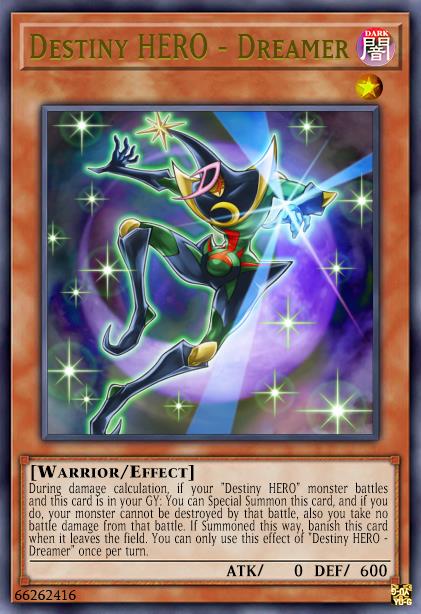 DESTINY HERO - DREAMER
DARK
闇
D
[WARRIOR/EFFECT]
During damage calculation, if your "Destiny HERO" monster battles
and this card is in your GY: You can Special Summon this card, and if you
do, your monster cannot be destroyed by that battle, also you take no
battle damage from that battle. If Summoned this way, banish this card
when it leaves the field. You can only use this effect of "Destiny HERO -
Dreamer" once per turn.
ATK/ 0 DEF/ 600
66262416